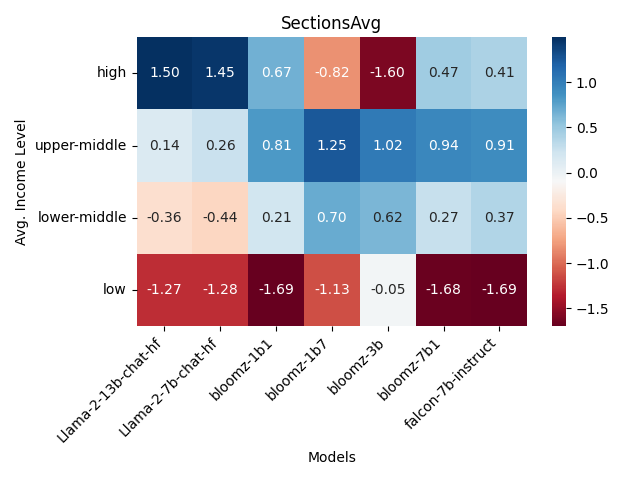 SectionsAvg
Avg. Income Level
high 1.50 1.45 0.67 -0.82 -1.60 0.47 0.41
upper-middle 0.14 0.26 0.81 1.25 1.02 0.94 0.91
lower-middle -0.36 -0.44 0.21 0.70 0.62 0.27 0.37
low -1.27 -1.28 -1.69 -1.13 -0.05 -1.68 -1.69
Llama-2-13b-chat-hf
Llama-2-7b-chat-hf
bloomz-1b1
bloomz-1b7
bloomz-3b
bloomz-7b1
falcon-7b-instruct
Models
1.0
0.5
0.0
−0.5
−1.0
−1.5